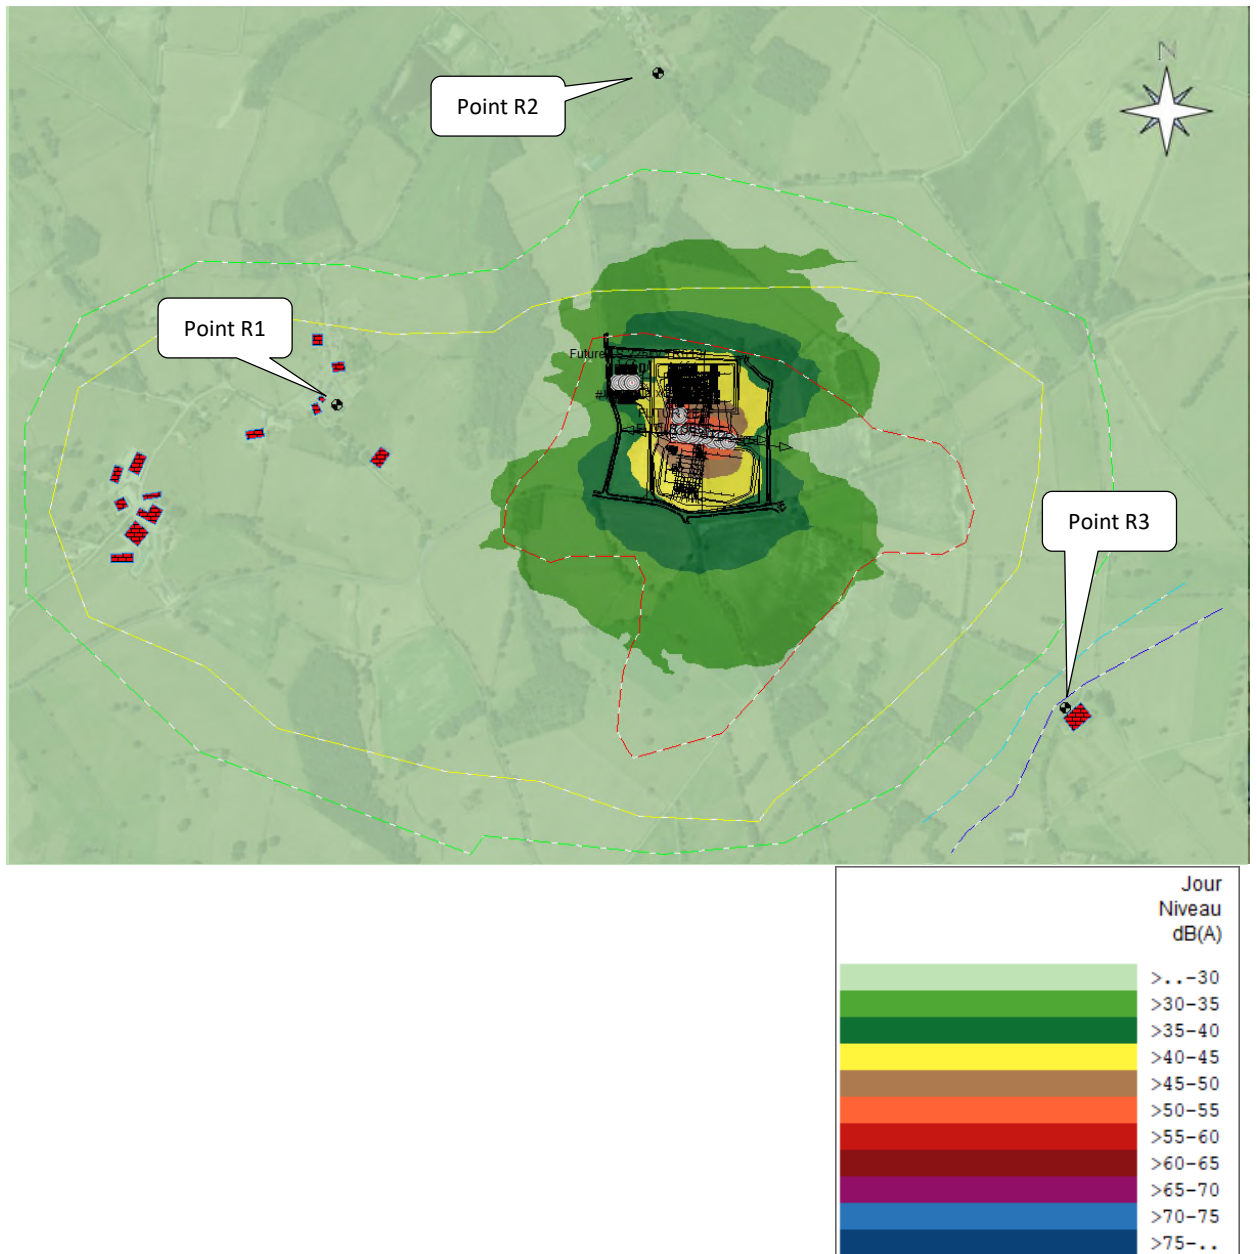 N
Point R2
Point R1
Future
Point R3
Jour
Niveau
dB(A)
>..-30
>30-35
>35-40
>40-45
>45-50
>50-55
>55-60
>60-65
>65-70
>70-75
>75-..